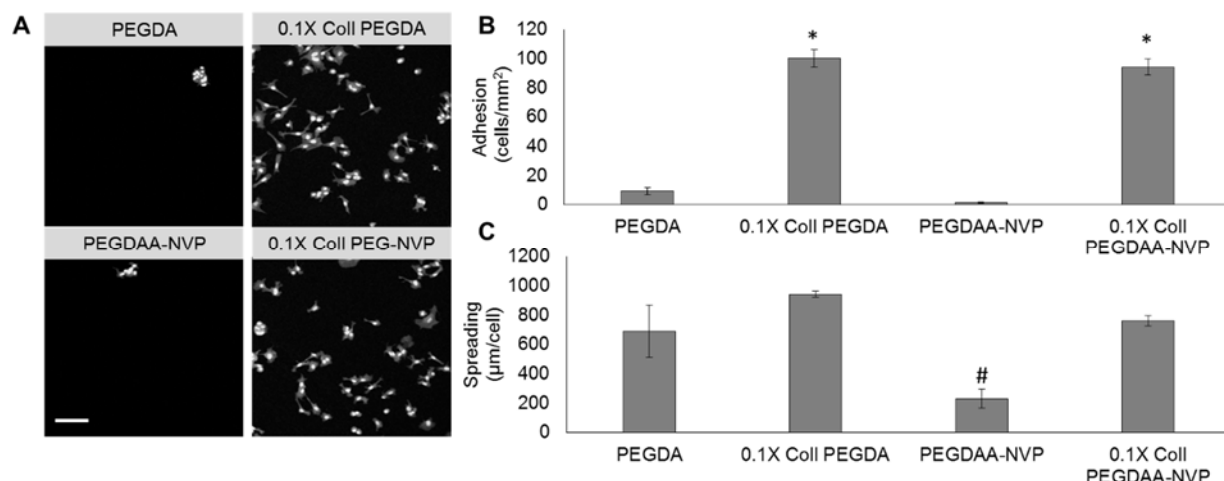 A
PEGDA
0.1X Coll PEGDA
PEGDAA-NVP
0.1X Coll PEG-NVP
B
Adhesion
(cells/mm²)
120
100
80
60
40
20
0
*
*
PEGDA
0.1X Coll PEGDA
PEGDAA-NVP
0.1X Coll
PEGDAA-NVP
C
Spreading
(µm/cell)
1200
1000
800
600
400
200
0
#
PEGDA
0.1X Coll PEGDA
PEGDAA-NVP
0.1X Coll
PEGDAA-NVP